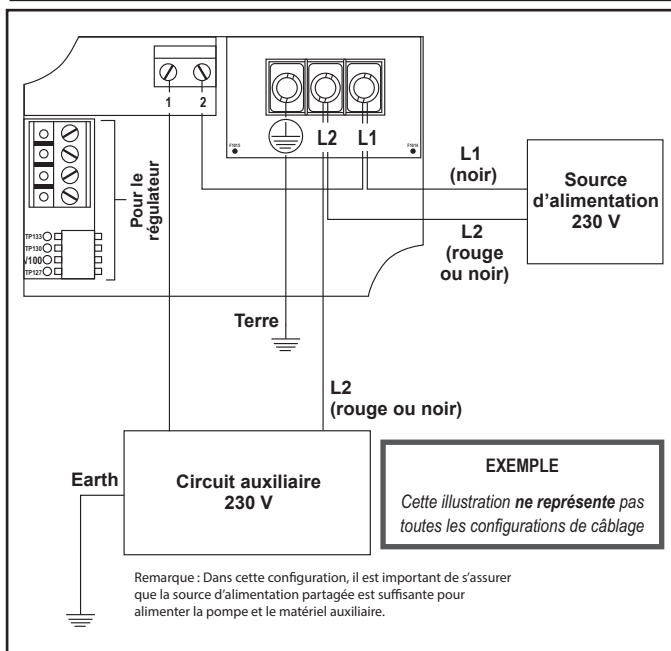 1 2
L2 L1
F1015
F1014
Pour le
régulateur
TP133
TP130
V100
TP127
L1
(noir)
Source
d'alimentation
230 V
L2
(rouge
ou noir)
Terre
L2
(rouge ou noir)
Earth
Circuit auxiliaire
230 V
EXEMPLE
Cette illustration ne représente pas
toutes les configurations de câblage
Remarque : Dans cette configuration, il est important de s'assurer
que la source d'alimentation partagée est suffisante pour
alimenter la pompe et le matériel auxiliaire.